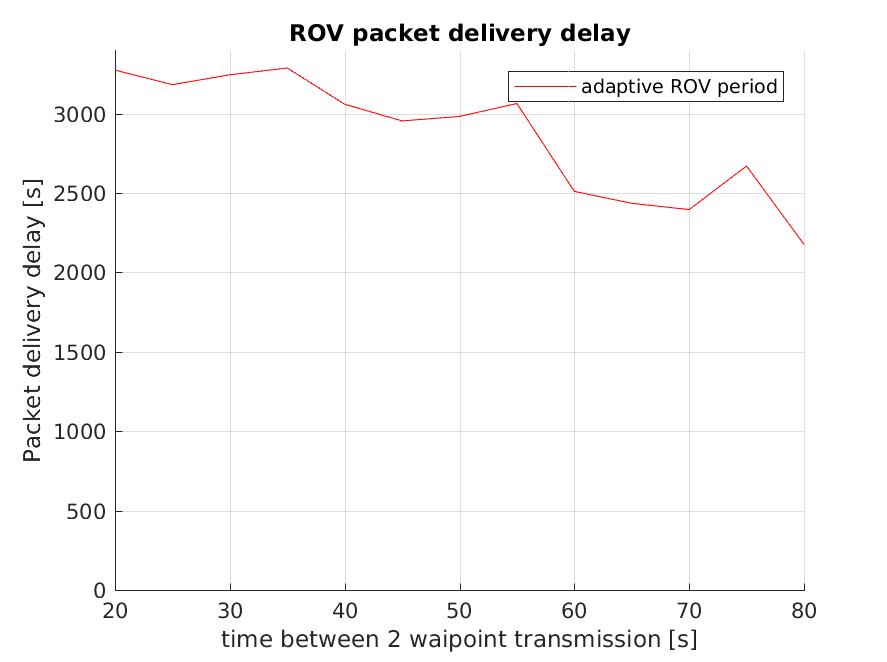 ROV packet delivery delay
adaptive ROV period
Packet delivery delay [s]
3000
2500
2000
1500
1000
500
0
20 30 40 50 60 70 80
time between 2 waipoint transmission [s]